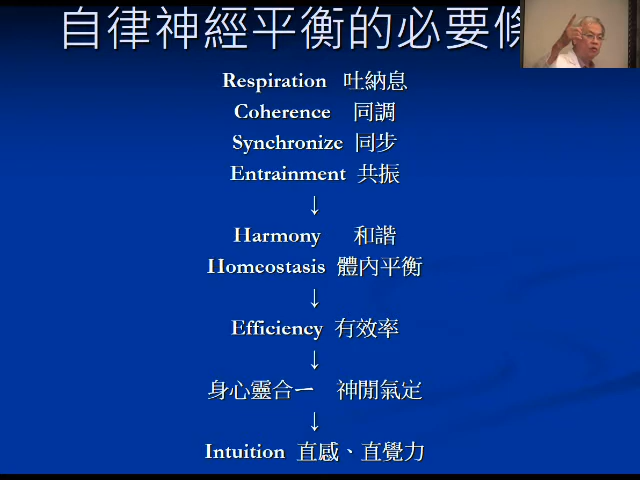 自律神經平衡的必要
Respiration 吐納息
Coherence 同調
Synchronize 同步
Entrainment 共振
↓
Harmony 和諧
Homeostasis 體內平衡
↓
Efficiency 有效率
↓
身心靈合一 神閒氣定
↓
Intuition 直感、直覺力